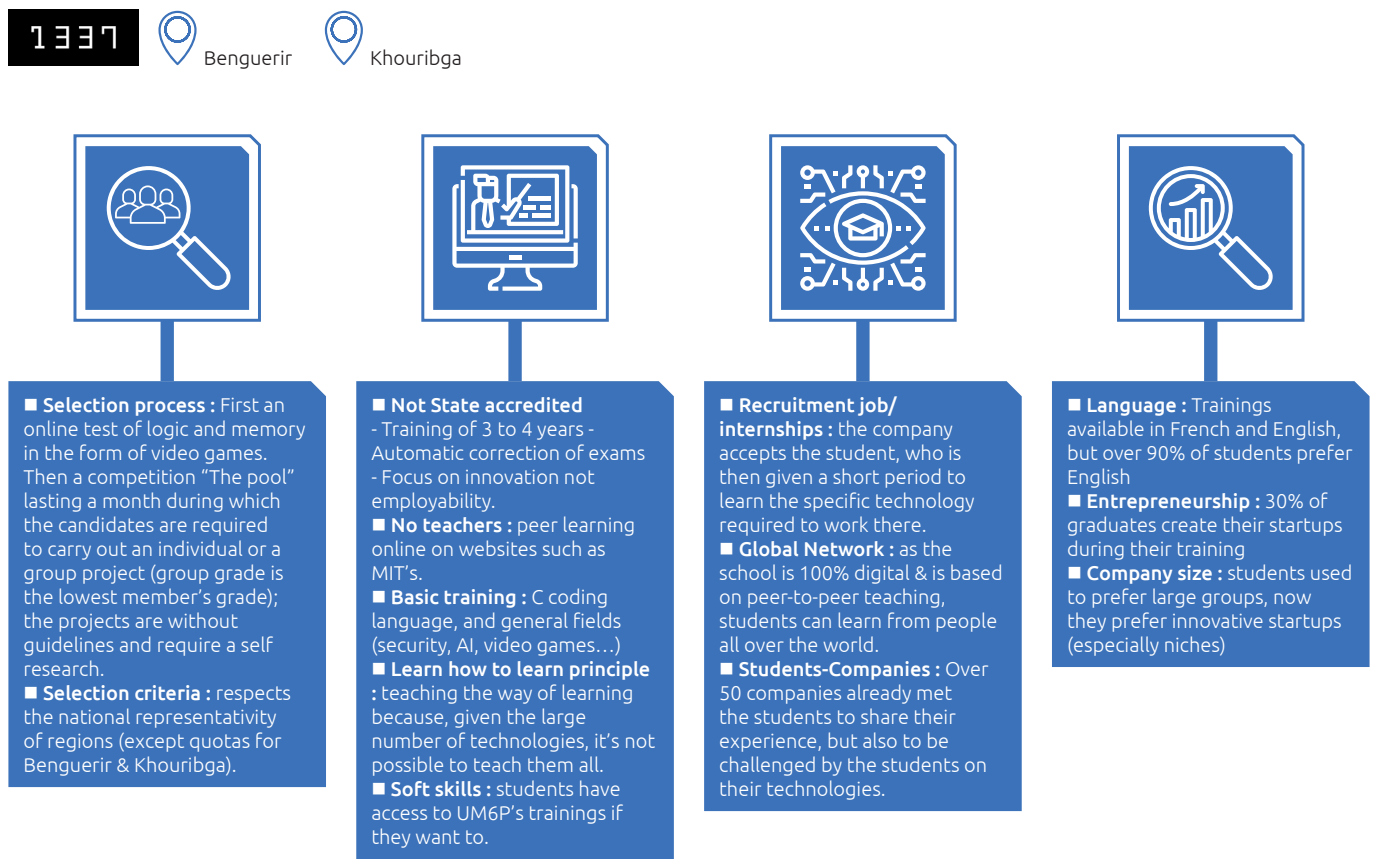 1337
Benguerir
Khouribga
■ Selection process : First an
online test of logic and memory
in the form of video games.
Then a competition “The pool”
lasting a month during which
the candidates are required
to carry out an individual or a
group project (group grade is
the lowest member’s grade);
the projects are without
guidelines and require a self
research.
■ Selection criteria : respects
the national representativity
of regions (except quotas for
Benguerir & Khouribga).
■ Not State accredited
- Training of 3 to 4 years -
Automatic correction of exams
- Focus on innovation not
employability.
■ No teachers : peer learning
online on websites such as
MIT’s.
■ Basic training : C coding
language, and general fields
(security, AI, video games…)
■ Learn how to learn principle
: teaching the way of learning
because, given the large
number of technologies, it’s not
possible to teach them all.
■ Soft skills : students have
access to UM6P’s trainings if
they want to.
■ Recruitment job/
internships : the company
accepts the student, who is
then given a short period to
learn the specific technology
required to work there.
■ Global Network : as the
school is 100% digital & is based
on peer-to-peer teaching,
students can learn from people
all over the world.
■ Students-Companies : Over
50 companies already met
the students to share their
experience, but also to be
challenged by the students on
their technologies.
■ Language : Trainings
available in French and English,
but over 90% of students prefer
English
■ Entrepreneurship : 30% of
graduates create their startups
during their training
■ Company size : students used
to prefer large groups, now
they prefer innovative startups
(especially niches)